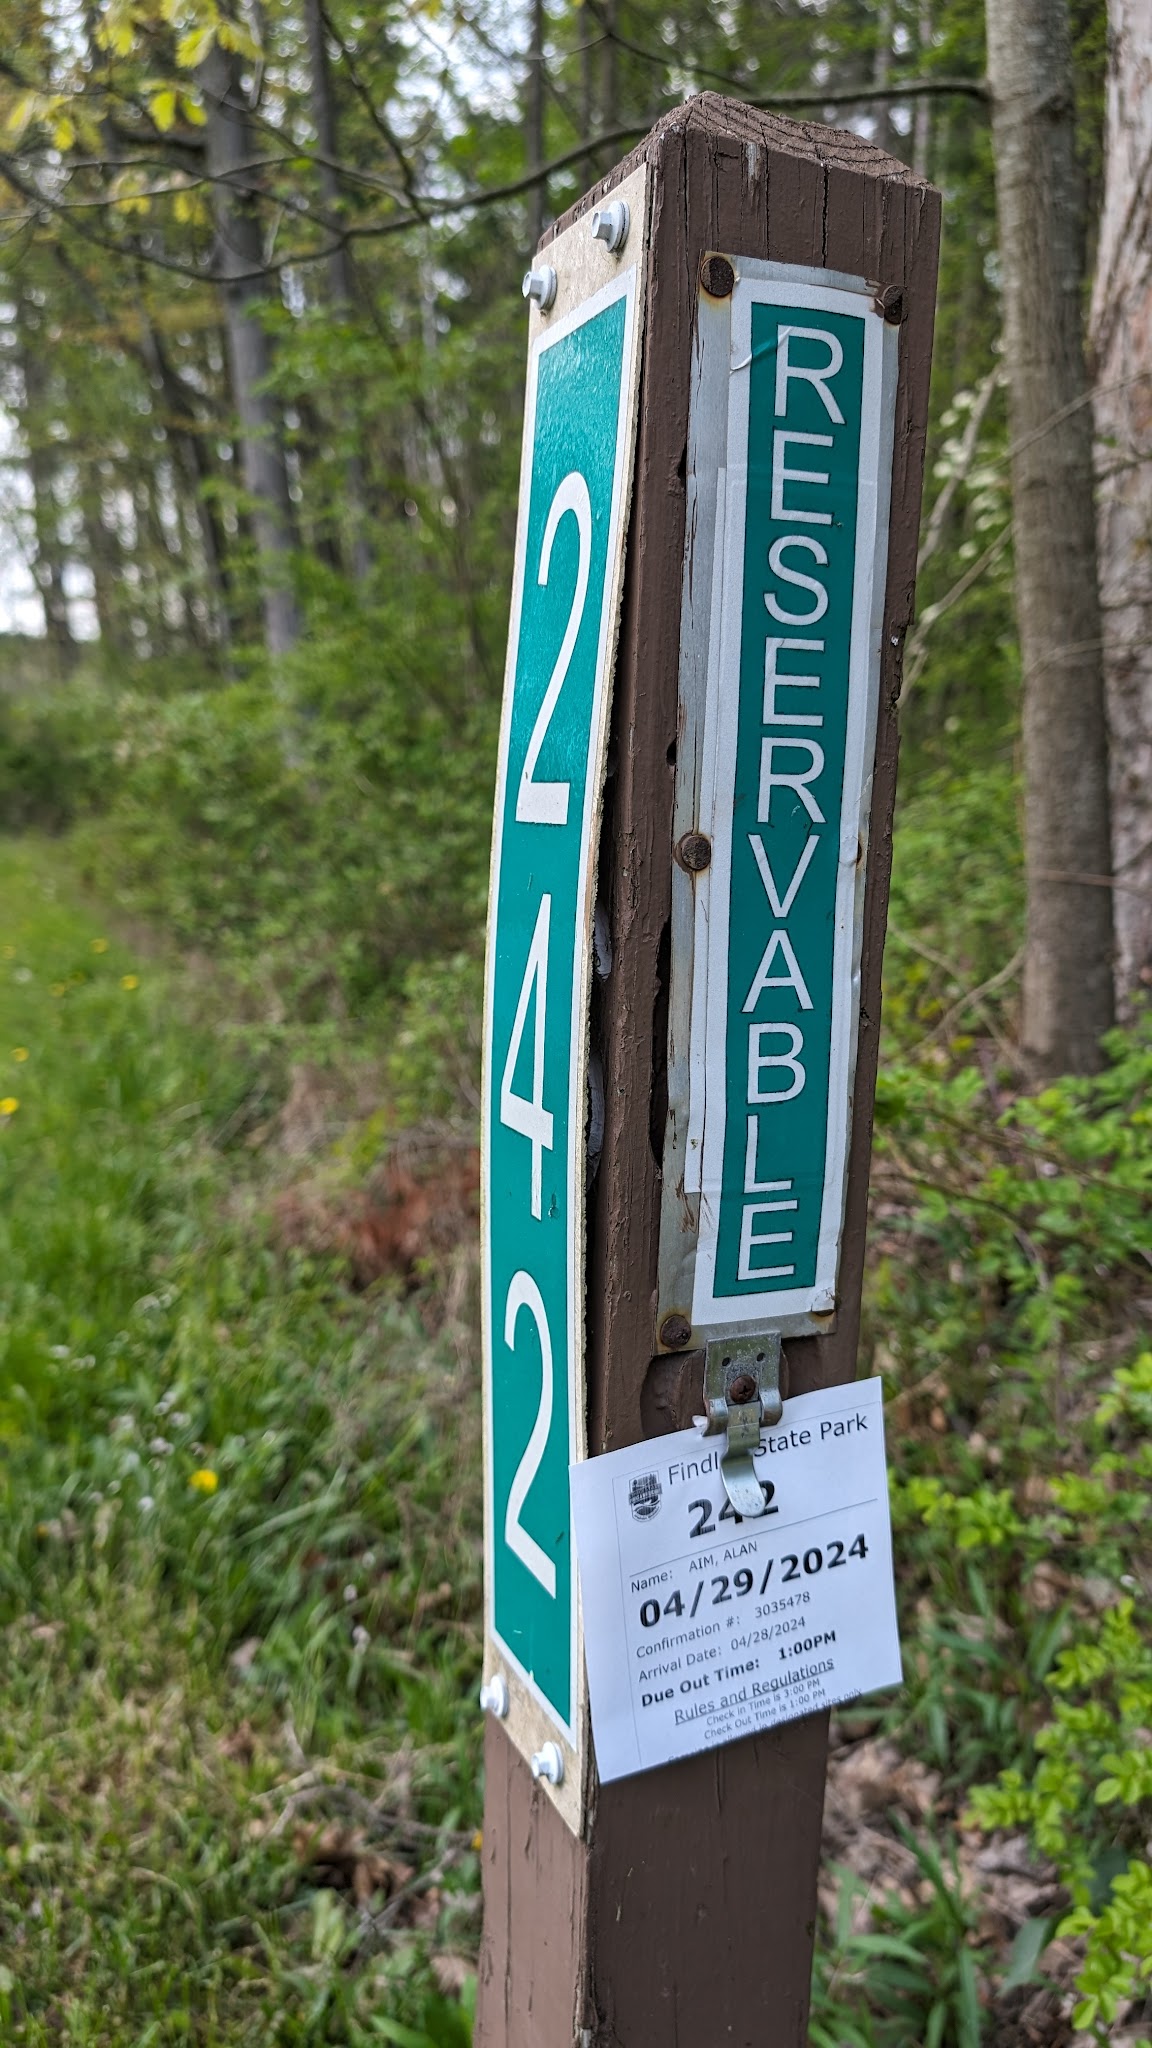 242
RESERVABLE
State Park
242
Name: AIM, ALAN
04/29/2024
Confirmation #: 3035478
Arrival Date: 04/28/2024
Due Out Time: 1:00PM
Rules and Regulations
Check in Time is 3:00 PM
Check Out Time is 1:00 PM